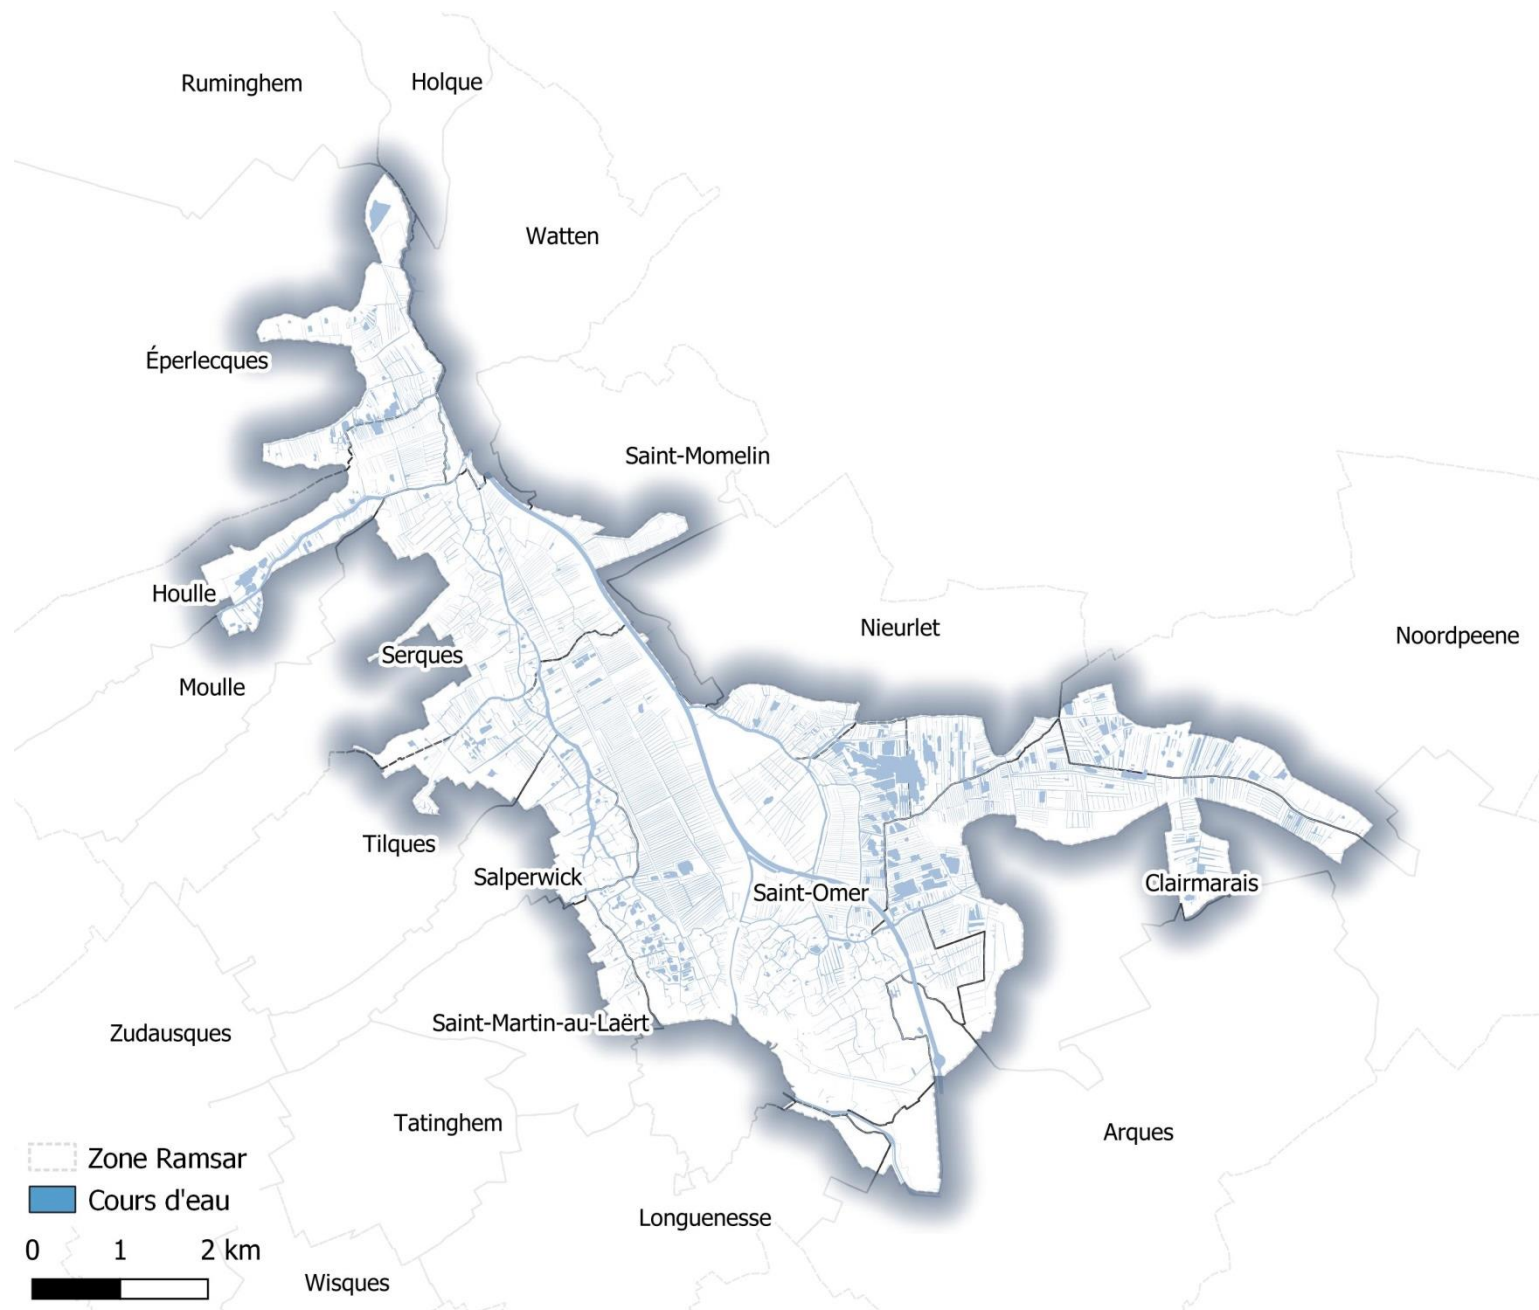 Ruminghem
Holque
Watten
Éperlecques
Saint-Momelin
Houlle
Nieurlet
Noordpeene
Serques
Moulle
Tilques
Salperwick
Saint-Omer
Clairmarais
Saint-Martin-au-Laërt
Zudausques
Tatinghem
Arques
Zone Ramsar
Cours d'eau
Longuenesse
0 1 2 km
Wisques